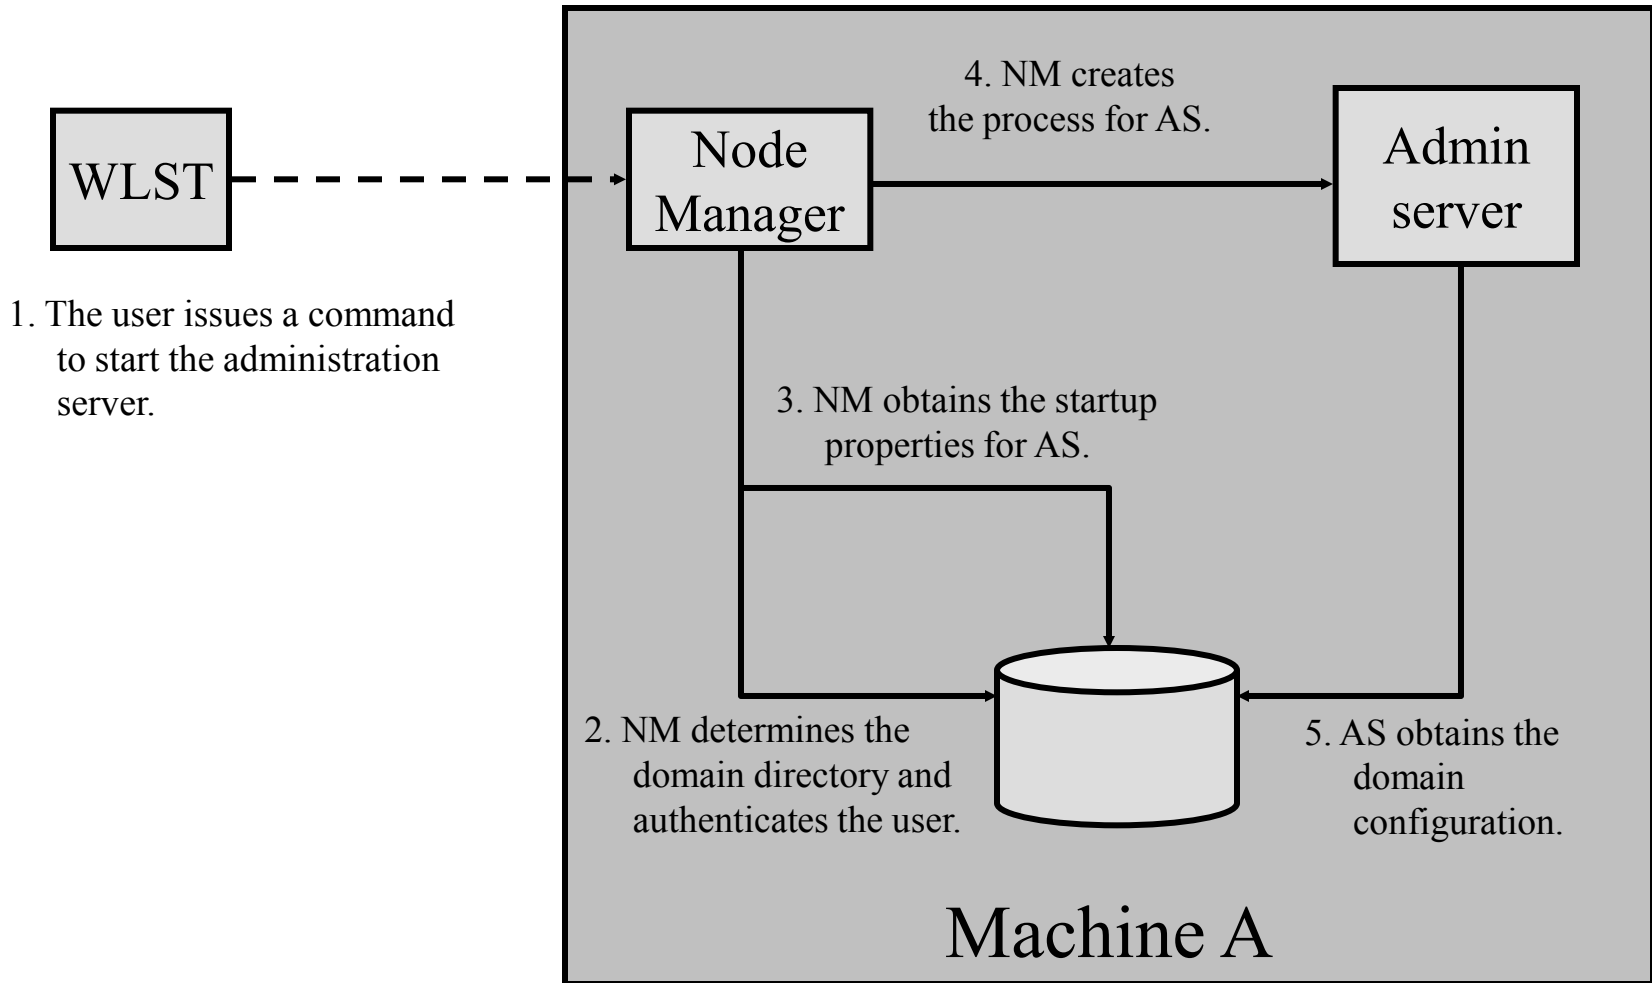 WLST
1. The user issues a command
to start the administration
server.
Node
Manager
4. NM creates
the process for AS.
Admin
server
3. NM obtains the startup
properties for AS.
2. NM determines the
domain directory and
authenticates the user.
5. AS obtains the
domain
configuration.
Machine A